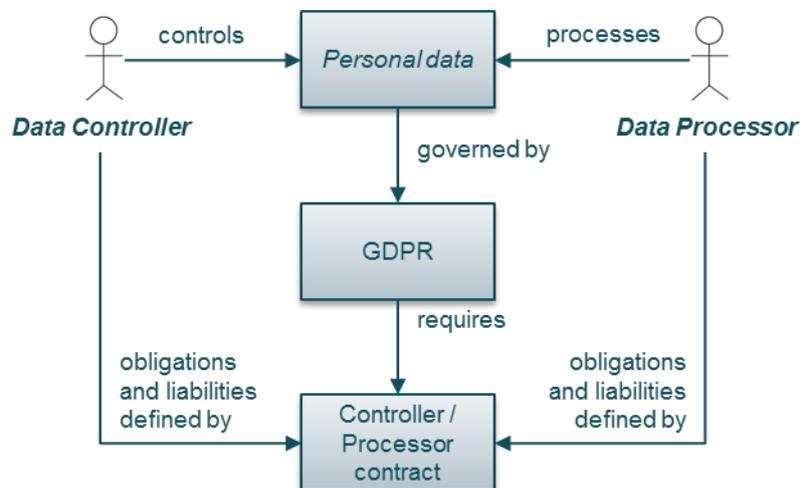 controls
Personal data
processes
Data Controller
Data Processor
governed by
GDPR
requires
obligations
and liabilities
defined by
obligations
and liabilities
defined by
Controller /
Processor
contract